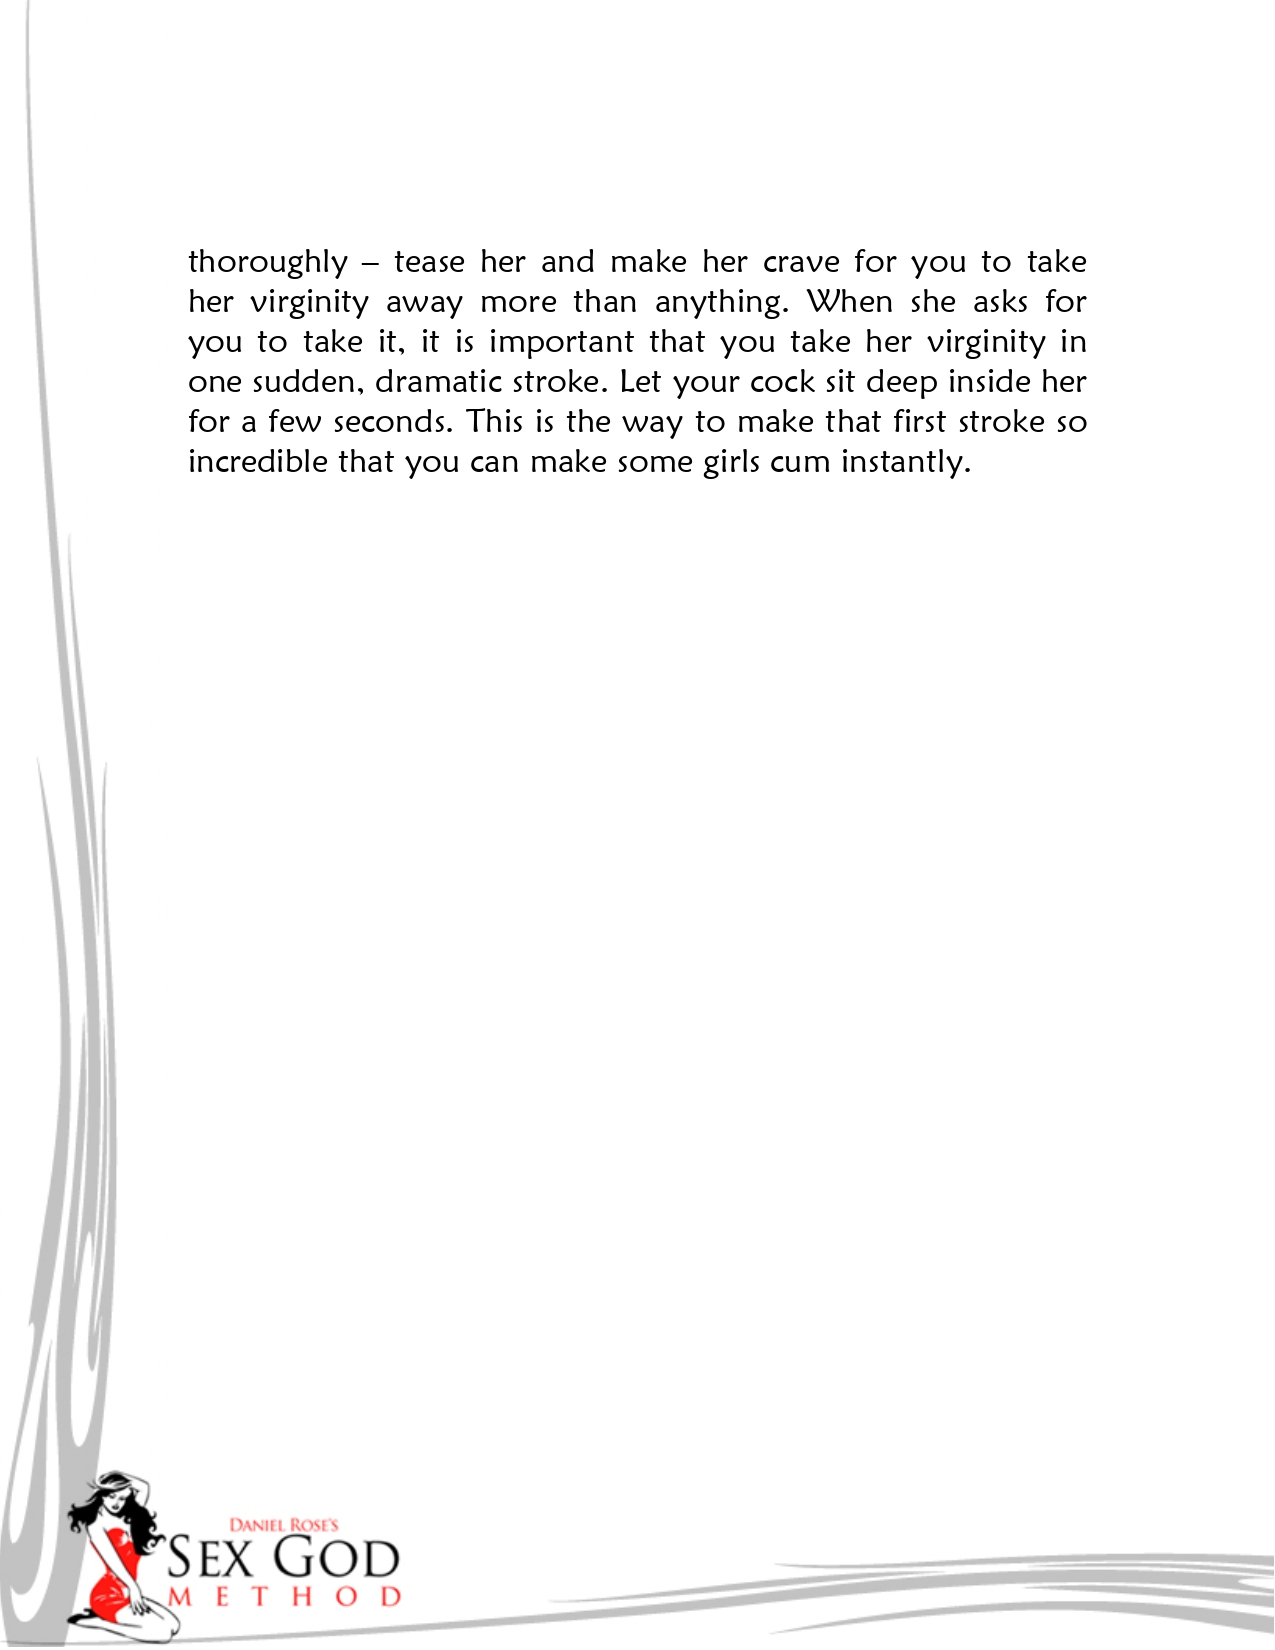 thoroughly – tease her and make her crave for you to take
her virginity away more than anything. When she asks for
you to take it, it is important that you take her virginity in
one sudden, dramatic stroke. Let your cock sit deep inside her
for a few seconds. This is the way to make that first stroke so
incredible that you can make some girls cum instantly.
DANIEL ROSE'S
SEX GOD
METHOD